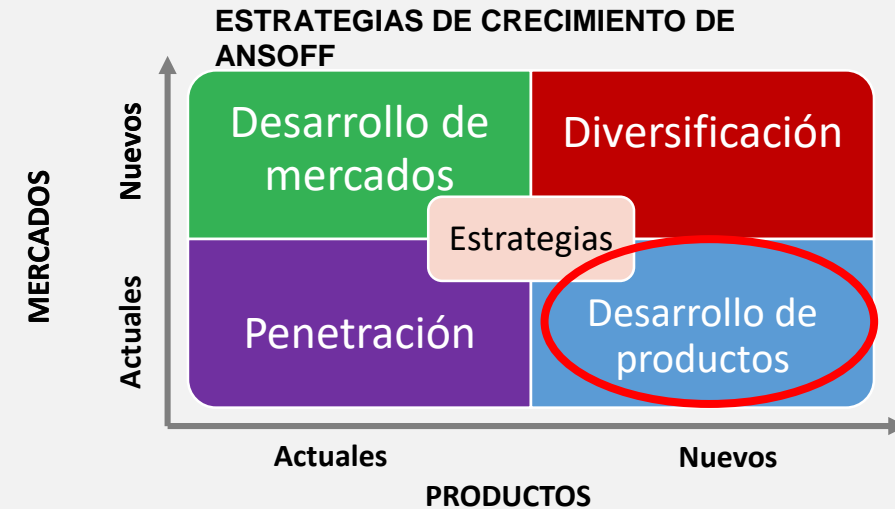 ESTRATEGIAS DE CRECIMIENTO DE
ANSOFF
MERCADOS
Nuevos
Actuales
Desarrollo de
mercados
Diversificación
Estrategias
Penetración
Desarrollo de
productos
Actuales
Nuevos
PRODUCTOS